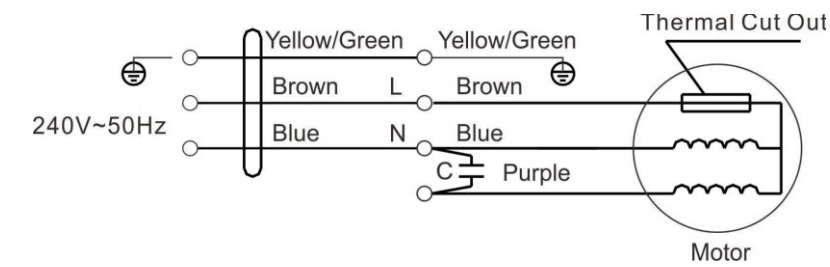 Thermal Cut Out
Yellow/Green Yellow/Green
Brown L Brown
240V~50Hz
Blue N Blue
C Purple
Motor